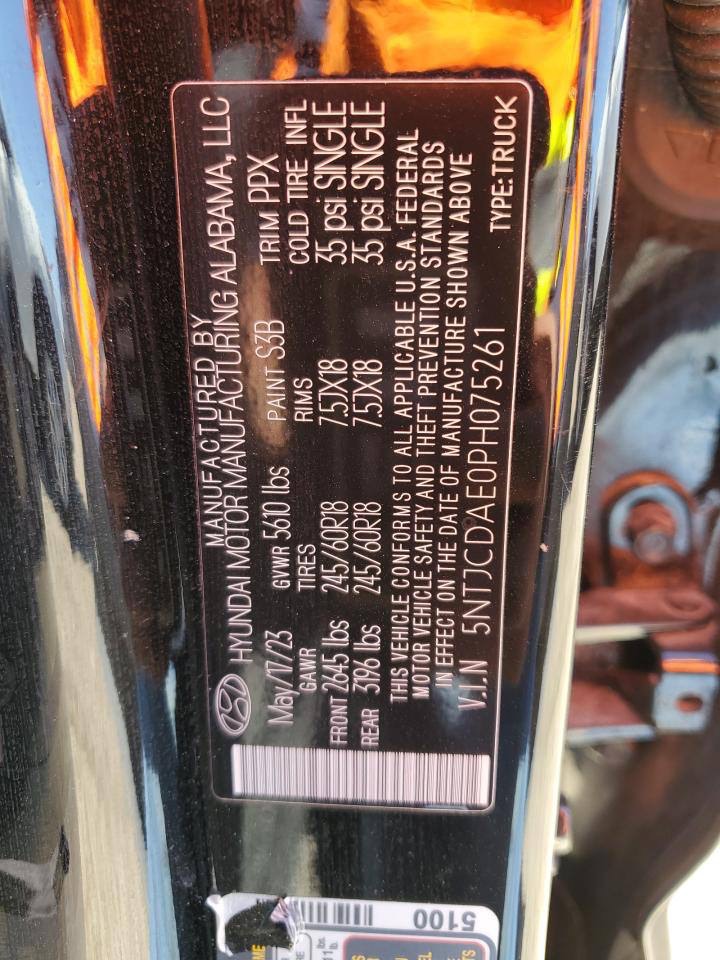 MANUFACTURED BY
HYUNDAI MOTOR MANUFACTURING ALABAMA, LLC
May/17/23 GVWR 5610 lbs PAINT S3B TRIM PPX
GAWR TIRES RIMS COLD TIRE INFL
FRONT 2645 lbs 245/60R18 7.5JX18 35 psi SINGLE
REAR 3196 lbs 245/60R18 7.5JX18 35 psi SINGLE
THIS VEHICLE CONFORMS TO ALL APPLICABLE U.S.A. FEDERAL
MOTOR VEHICLE SAFETY AND THEFT PREVENTION STANDARDS
IN EFFECT ON THE DATE OF MANUFACTURE SHOWN ABOVE
V.I.N 5NTJCDAE0PH075261 TYPE:TRUCK
5100